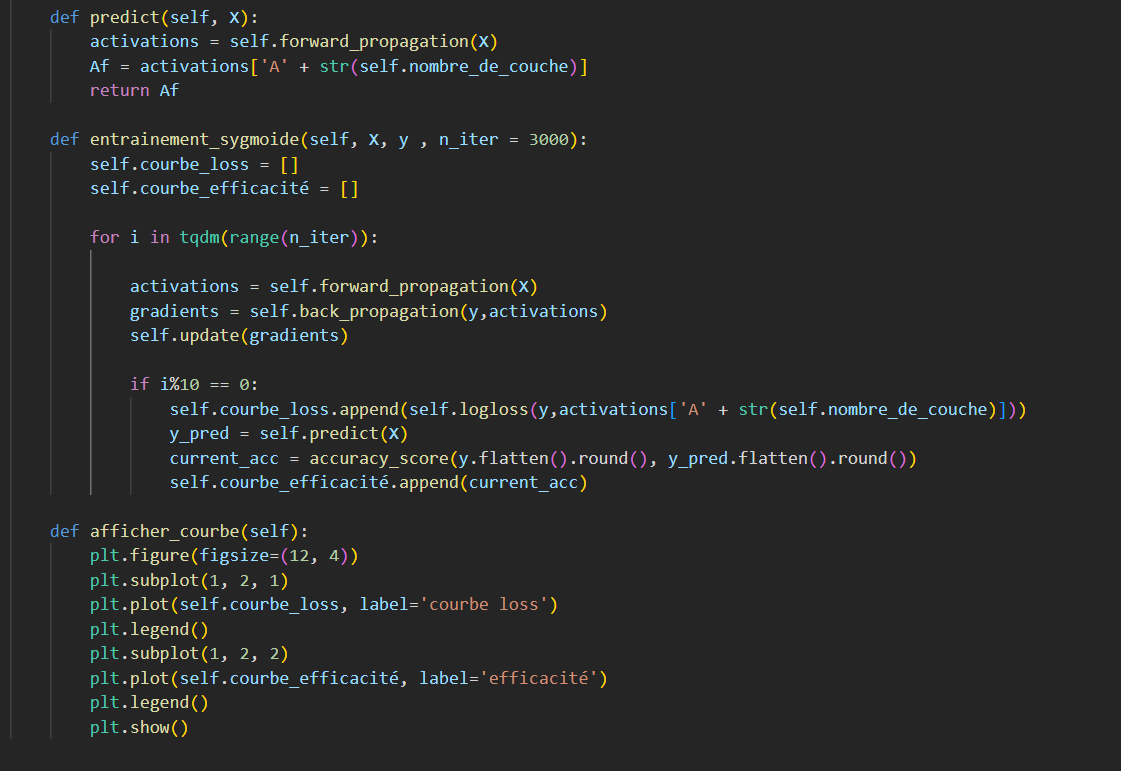 def predict(self, X):
    activations = self.forward_propagation(X)
    Af = activations['A' + str(self.nombre_de_couche)]
    return Af

def entrainement_sygmoide(self, X, y , n_iter = 3000):
    self.courbe_loss = []
    self.courbe_efficacité = []

    for i in tqdm(range(n_iter)):

        activations = self.forward_propagation(X)
        gradients = self.back_propagation(y,activations)
        self.update(gradients)

        if i%10 == 0:
            self.courbe_loss.append(self.logloss(y,activations['A' + str(self.nombre_de_couche)]))
            y_pred = self.predict(X)
            current_acc = accuracy_score(y.flatten().round(), y_pred.flatten().round())
            self.courbe_efficacité.append(current_acc)

def afficher_courbe(self):
    plt.figure(figsize=(12, 4))
    plt.subplot(1, 2, 1)
    plt.plot(self.courbe_loss, label='courbe loss')
    plt.legend()
    plt.subplot(1, 2, 2)
    plt.plot(self.courbe_efficacité, label='efficacité')
    plt.legend()
    plt.show()